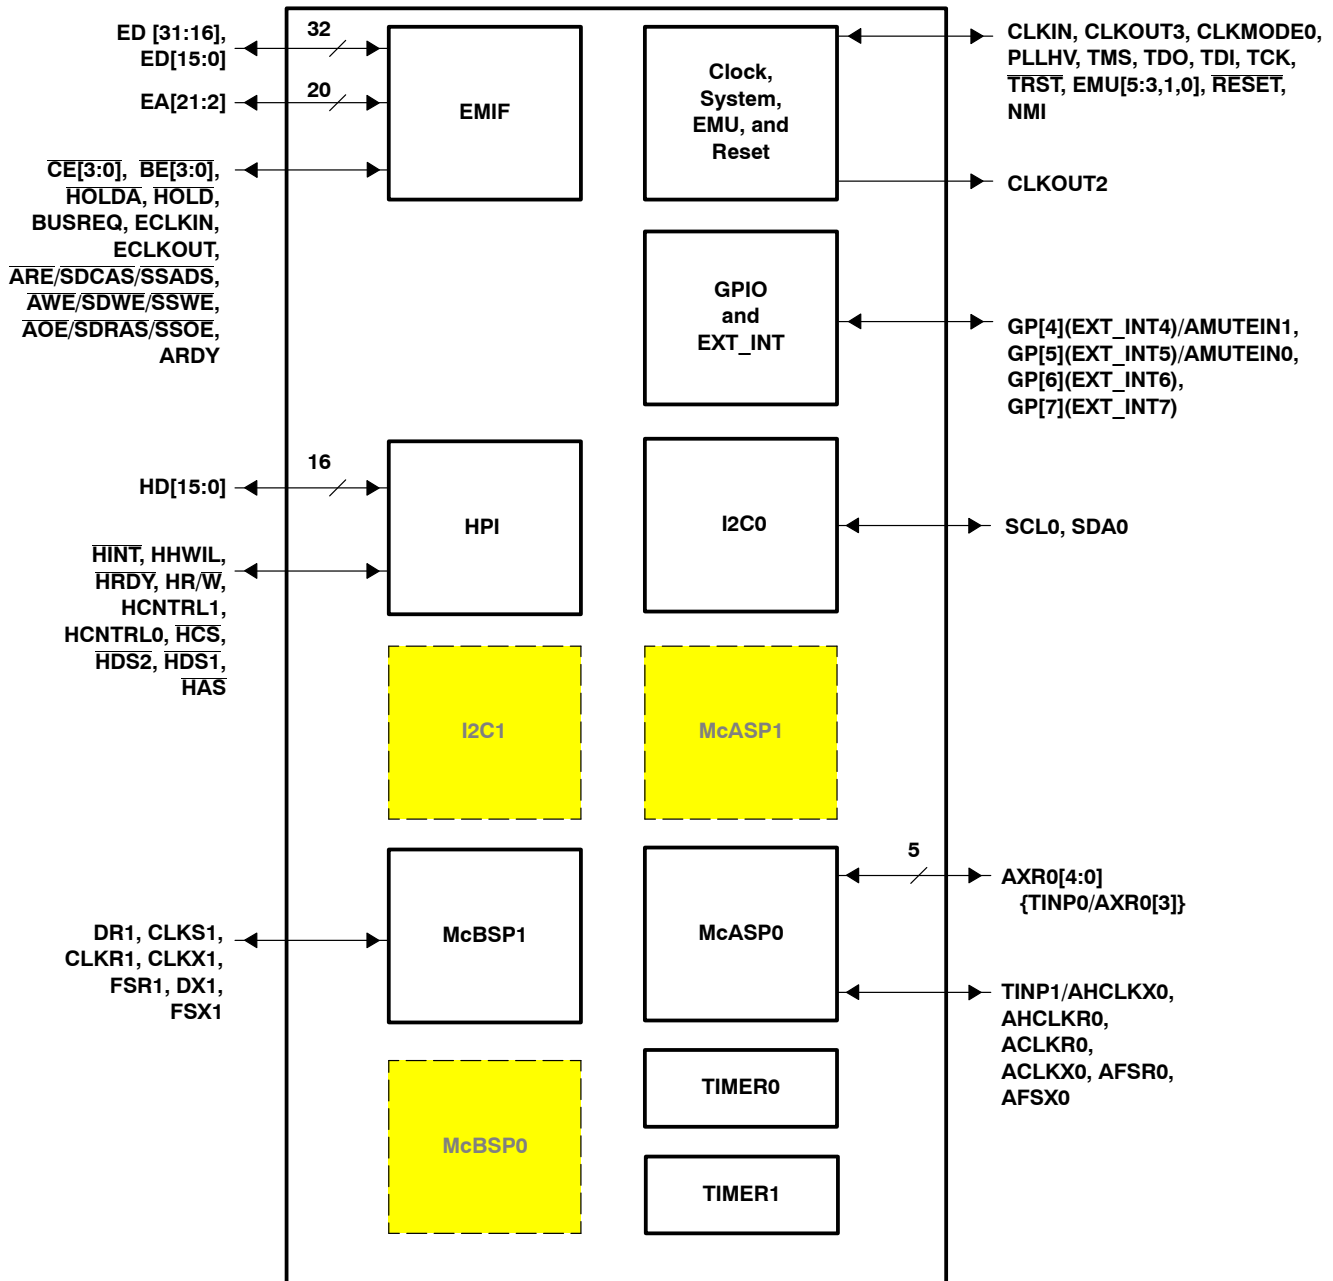 ED [31:16],
ED[15:0]
32
EA[21:2]
20
EMIF
CE[3:0], BE[3:0],
HOLDA, HOLD,
BUSREQ, ECLKIN,
ECLKOUT,
ARE/SDCAS/SSADS,
AWE/SDWE/SSWE,
AOE/SDRAS/SSOE,
ARDY
Clock,
System,
EMU, and
Reset
CLKIN, CLKOUT3, CLKMODE0,
PLLHV, TMS, TDO, TDI, TCK,
TRST, EMU[5:3,1,0], RESET,
NMI
CLKOUT2
GPIO
and
EXT_INT
GP[4](EXT_INT4)/AMUTEIN1,
GP[5](EXT_INT5)/AMUTEIN0,
GP[6](EXT_INT6),
GP[7](EXT_INT7)
HD[15:0]
16
HPI
HINT, HHWIL,
HRDY, HR/W,
HCNTRL1,
HCNTRL0, HCS,
HDS2, HDS1,
HAS
I2C0
SCL0, SDA0
I2C1
McASP1
DR1, CLKS1,
CLKR1, CLKX1,
FSR1, DX1,
FSX1
McBSP1
McASP0
5
AXR0[4:0]
{TINP0/AXR0[3]}
TINP1/AHCLKX0,
AHCLKR0,
ACLKR0,
ACLKX0, AFSR0,
AFSX0
McBSP0
TIMER0
TIMER1